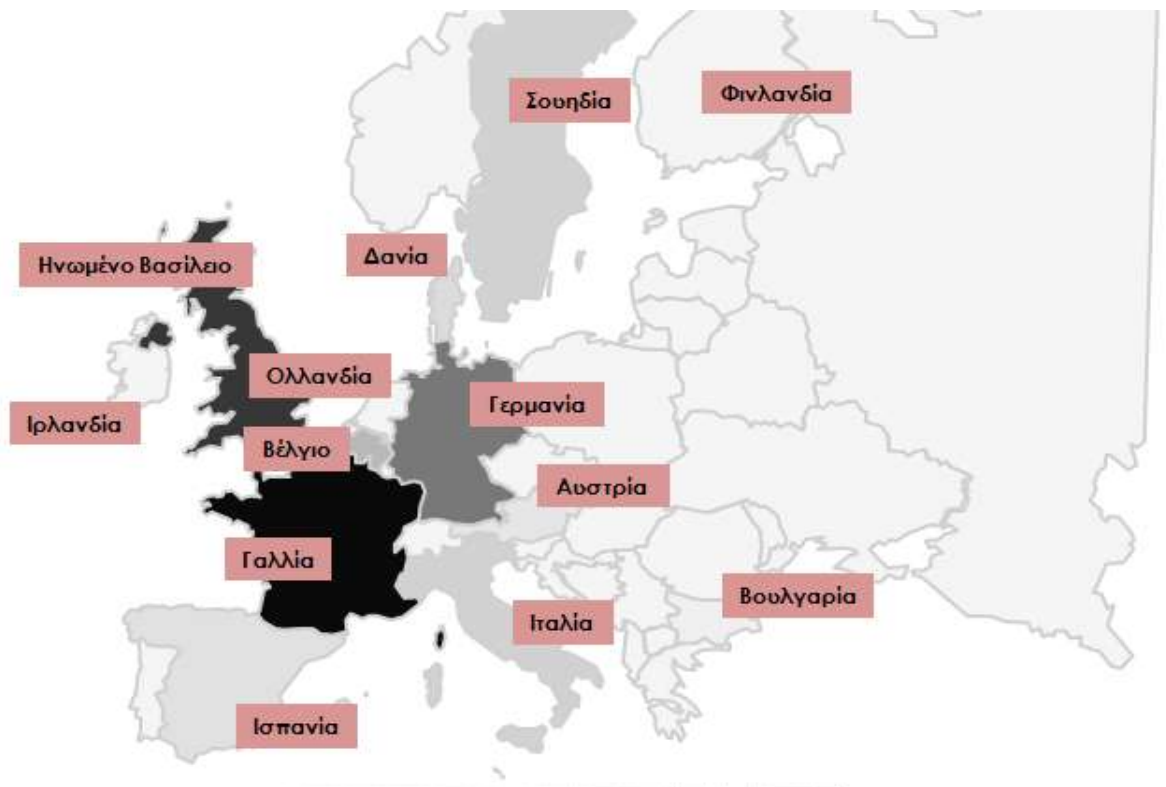 Σουηδία
Φινλανδία
Ηνωμένο Βασίλειο
Δανία
Ολλανδία
Γερμανία
Ιρλανδία
Βέλγιο
Αυστρία
Γαλλία
Βουλγαρία
Ιταλία
Ισπανία